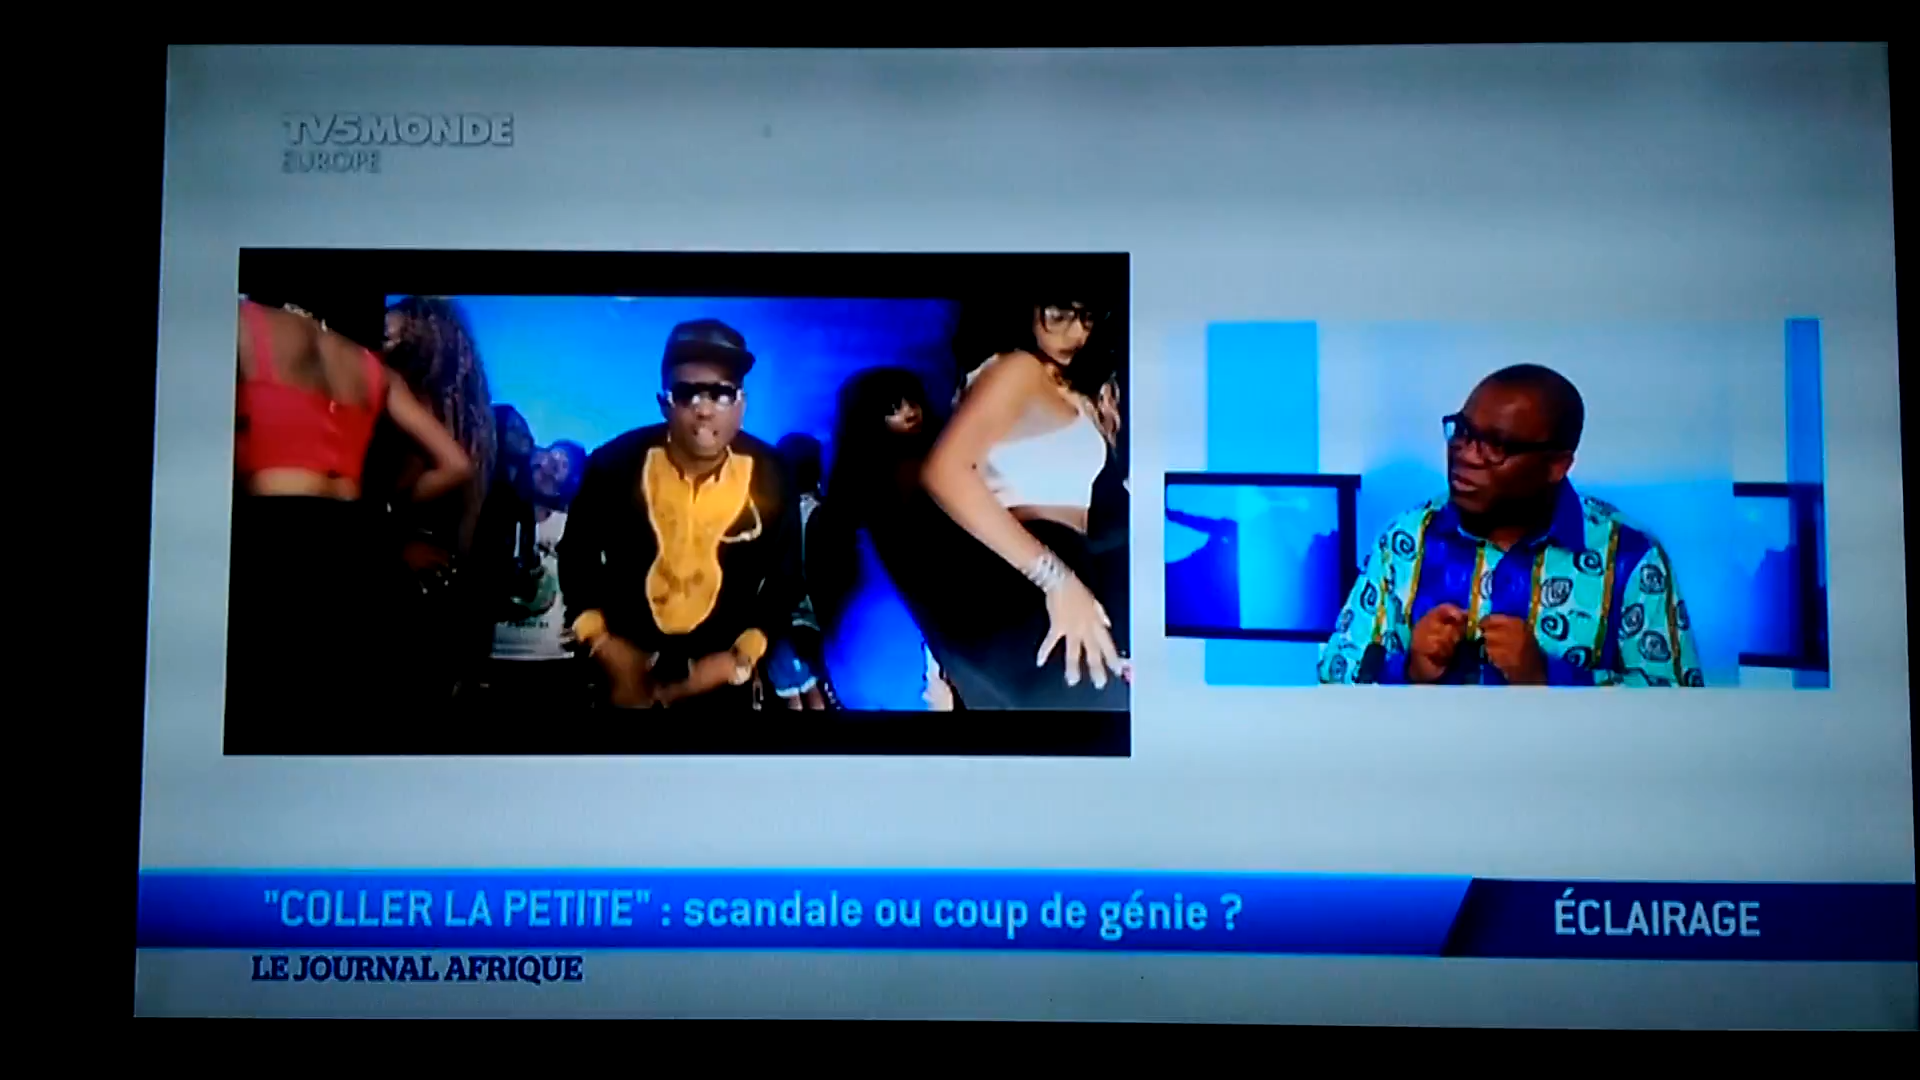 TV5MONDE
EUROPE
"COLLER LA PETITE" : scandale ou coup de génie ?
ÉCLAIRAGE
LE JOURNAL AFRIQUE